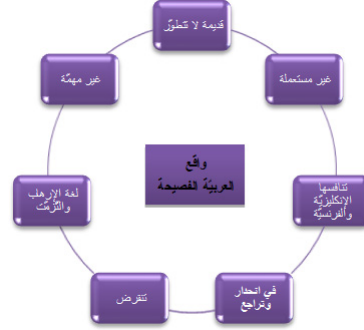 قديمة لا تتطوّر
غير مستعملة
تنافسها
الإنكليزيّة
والفرنسيّة
في انحدار
وتراجع
تنقرض
لغة الإرهاب
والتزمّت
غير مهمّة
واقع
العربيّة الفصيحة